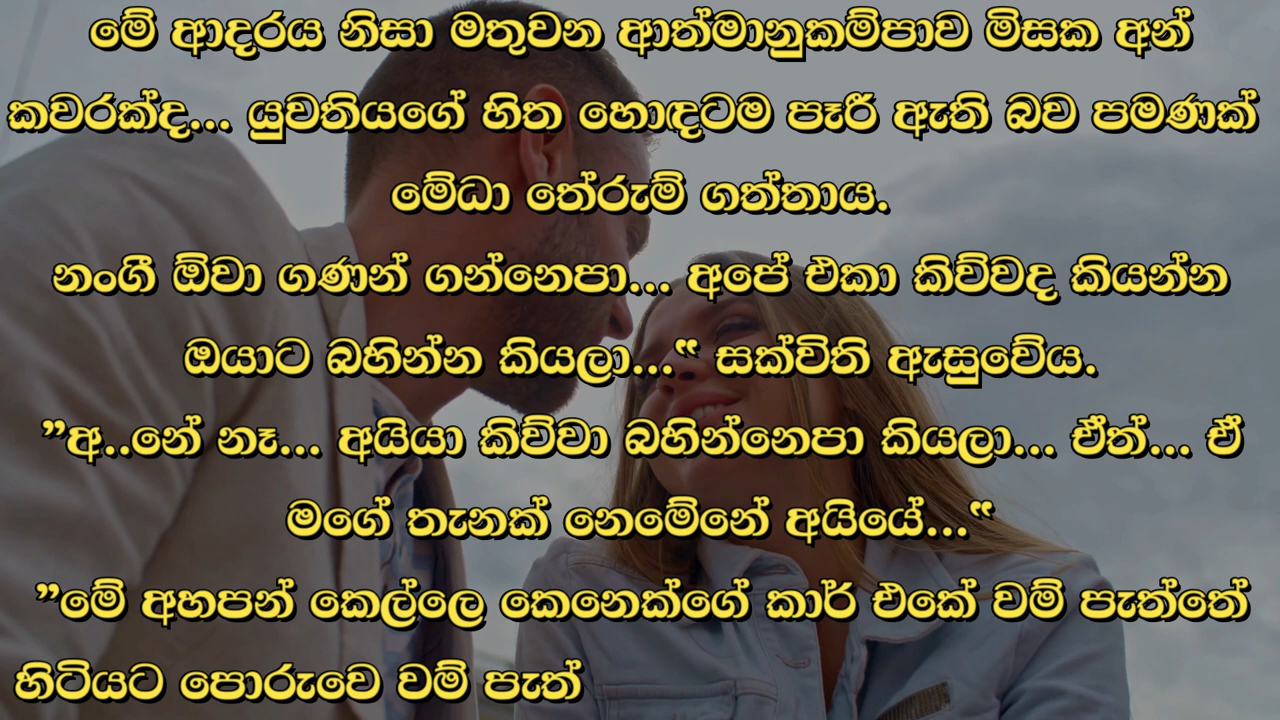 මේ ආදරය නිසා මතුවන ආත්මානුකම්පාව මිසක අන්
කවරක්ද... යුවතියගේ හිත හොඳටම පෑරී ඇති බව පමණක්
මේධා තේරුම් ගත්තාය.
නංගී ඕවා ගණන් ගන්නෙපා... අපේ එකා කිව්වද කියන්න
ඔයාට බහින්න කියලා...‟ සක්විති ඇසුවේය.
”අ..නේ නෑ... අයියා කිව්වා බහින්නෙපා කියලා... ඒත්... ඒ
මගේ තැනක් නෙමේනේ අයියේ...‟
”මේ අහපන් කෙල්ලෙ කෙනෙක්ගේ කාර් එකේ වම් පැත්තේ
හිටියට පොරුවෙ වම් පැත්